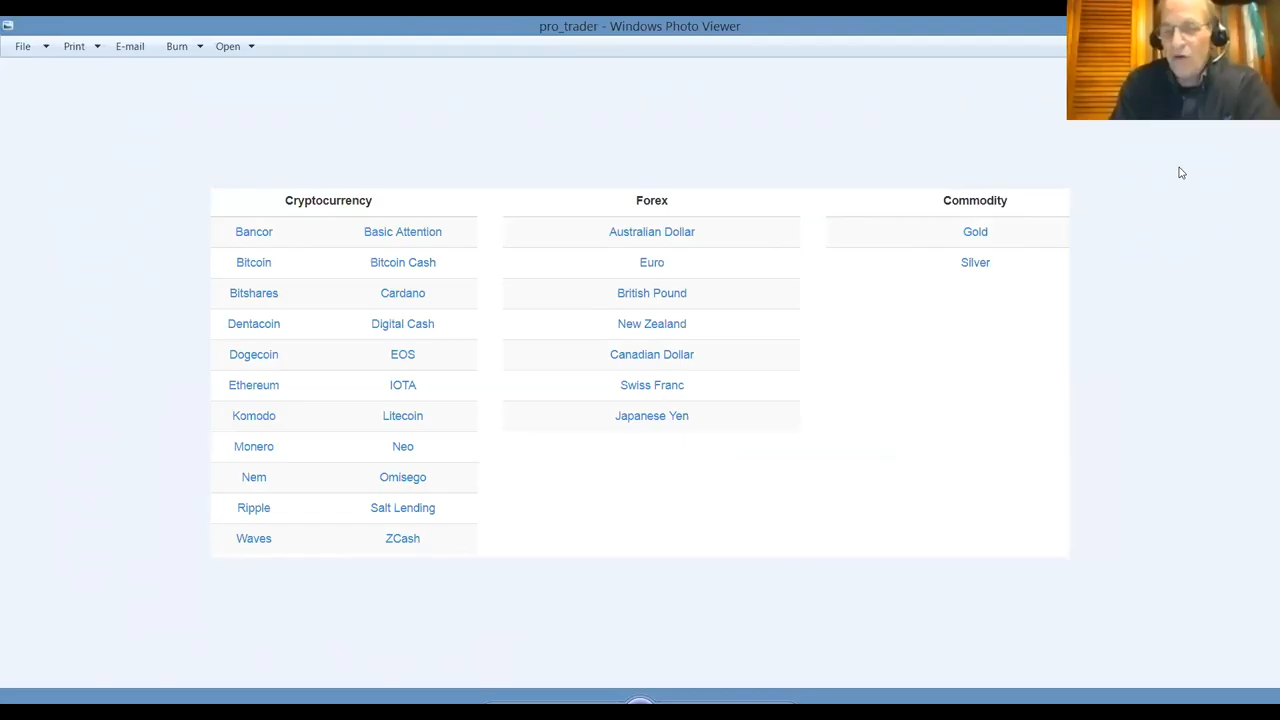 pro_trader - Windows Photo Viewer
File Print E-mail Burn Open
Cryptocurrency Forex Commodity
Bancor Basic Attention Australian Dollar Gold
Bitcoin Bitcoin Cash Euro Silver
Bitshares Cardano British Pound
Dentacoin Digital Cash New Zealand
Dogecoin EOS Canadian Dollar
Ethereum IOTA Swiss Franc
Komodo Litecoin Japanese Yen
Monero Neo
Nem Omisego
Ripple Salt Lending
Waves ZCash